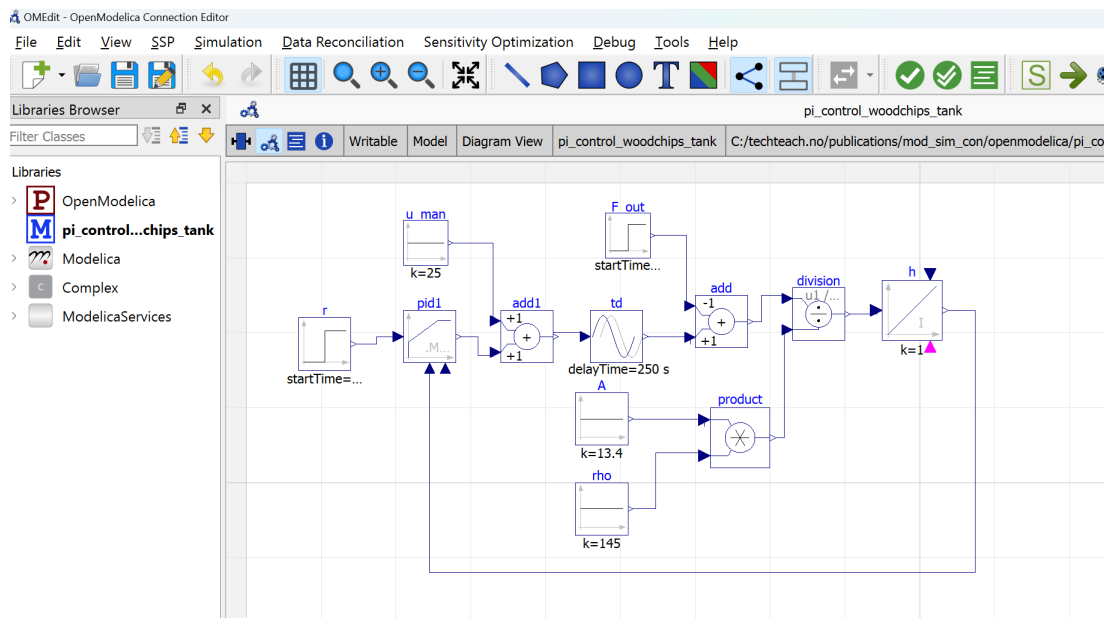 OMEdit - OpenModelica Connection Editor
File Edit View SSP Simulation Data Reconciliation Sensitivity Optimization Debug Tools Help
T S
Libraries Browser
pi_control_woodchips_tank
Filter Classes
i Writable Model Diagram View pi_control_woodchips_tank C:/techteach.no/publications/mod_sim_con/openmodelica/pi_co
Libraries
P OpenModelica
M pi_control...chips_tank
Modelica
C Complex
ModelicaServices
u_man
k=25
F_out
startTime...
r
startTime=...
pid1
.M...
add1
+1
+
+1
td
delayTime=250 s
add
-1
+
+1
division
u1 /...
÷
h
I
k=1
A
k=13.4
product
rho
k=145